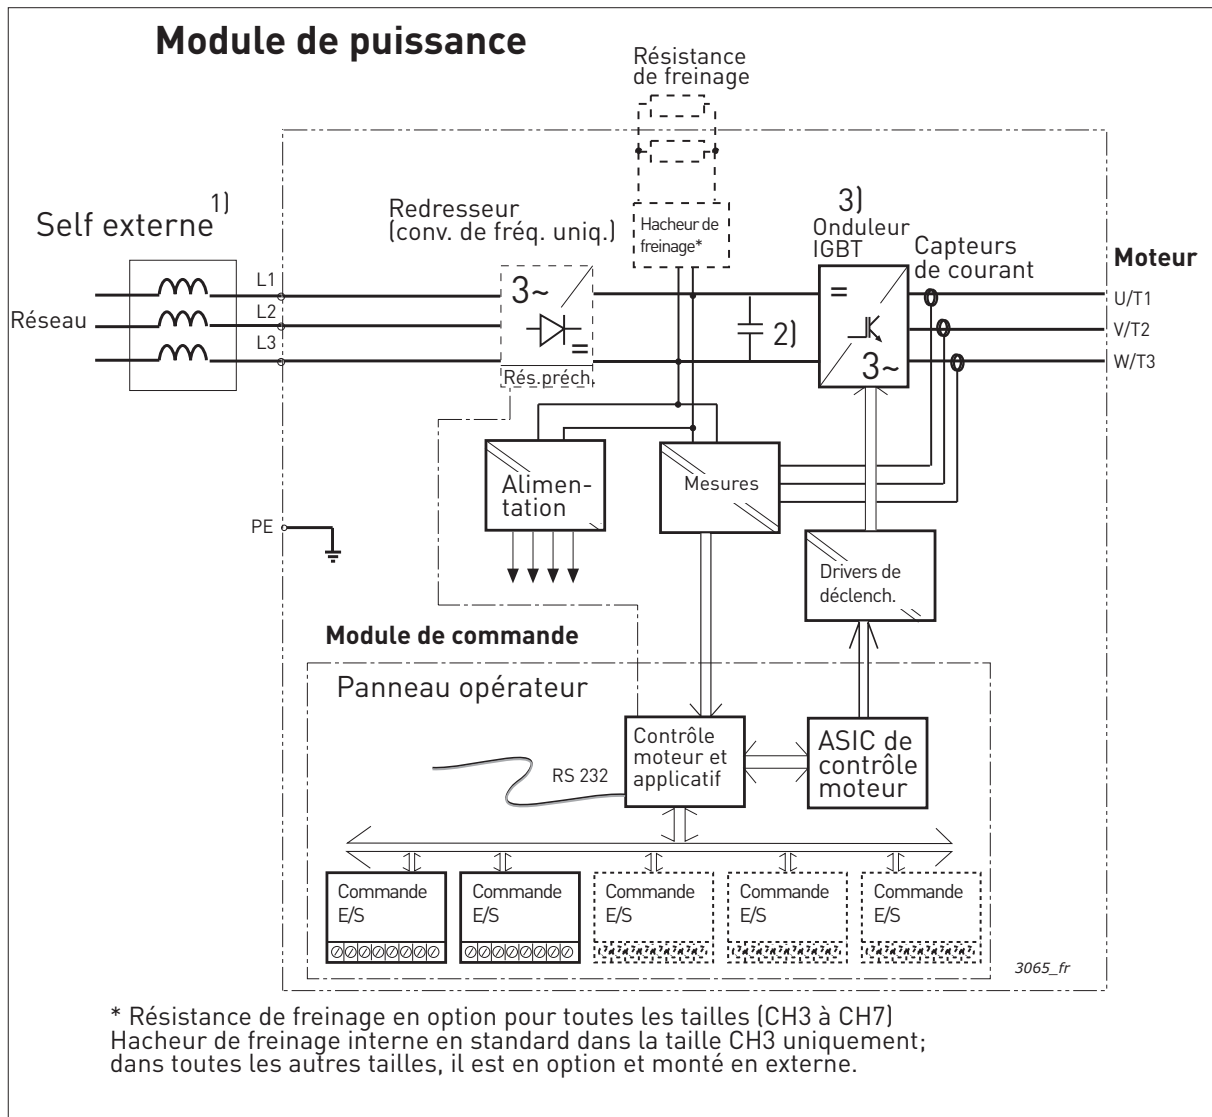 Module de puissance
Résistance
de freinage
Self externe 1)
Redresseur
(conv. de fréq. uniq.)
Hacheur de
freinage*
3)
Onduleur
IGBT
Capteurs
de courant
Moteur
Réseau
L1
L2
L3
3~
=
Rés.préch.
2)
=
3~
U/T1
V/T2
W/T3
Alimen-
tation
Mesures
PE
Drivers de
déclench.
Module de commande
Panneau opérateur
Contrôle
moteur et
applicatif
RS 232
ASIC de
contrôle
moteur
Commande
E/S
Commande
E/S
Commande
E/S
Commande
E/S
Commande
E/S
3065_fr
* Résistance de freinage en option pour toutes les taille (CH3 à CH7)
Hacheur de freinage interne en standard dans la taille CH3 uniquement;
dans toutes les autres tailles, il est en option et monté en externe.